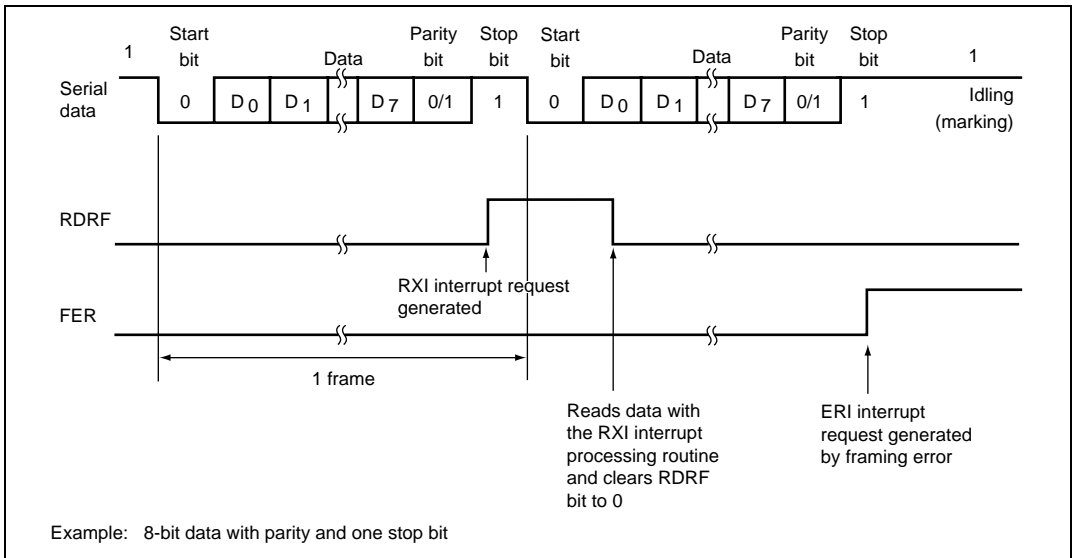 1 Start bit Data Parity bit Stop bit Start bit Data Parity bit Stop bit 1
Serial data 0 D0 D1 D7 0/1 1 0 D0 D1 D7 0/1 1 Idling (marking)
RDRF
RXI interrupt request
generated
FER
1 frame
Reads data with
the RXI interrupt
processing routine
and clears RDRF
bit to 0
ERI interrupt
request generated
by framing error
Example: 8-bit data with parity and one stop bit